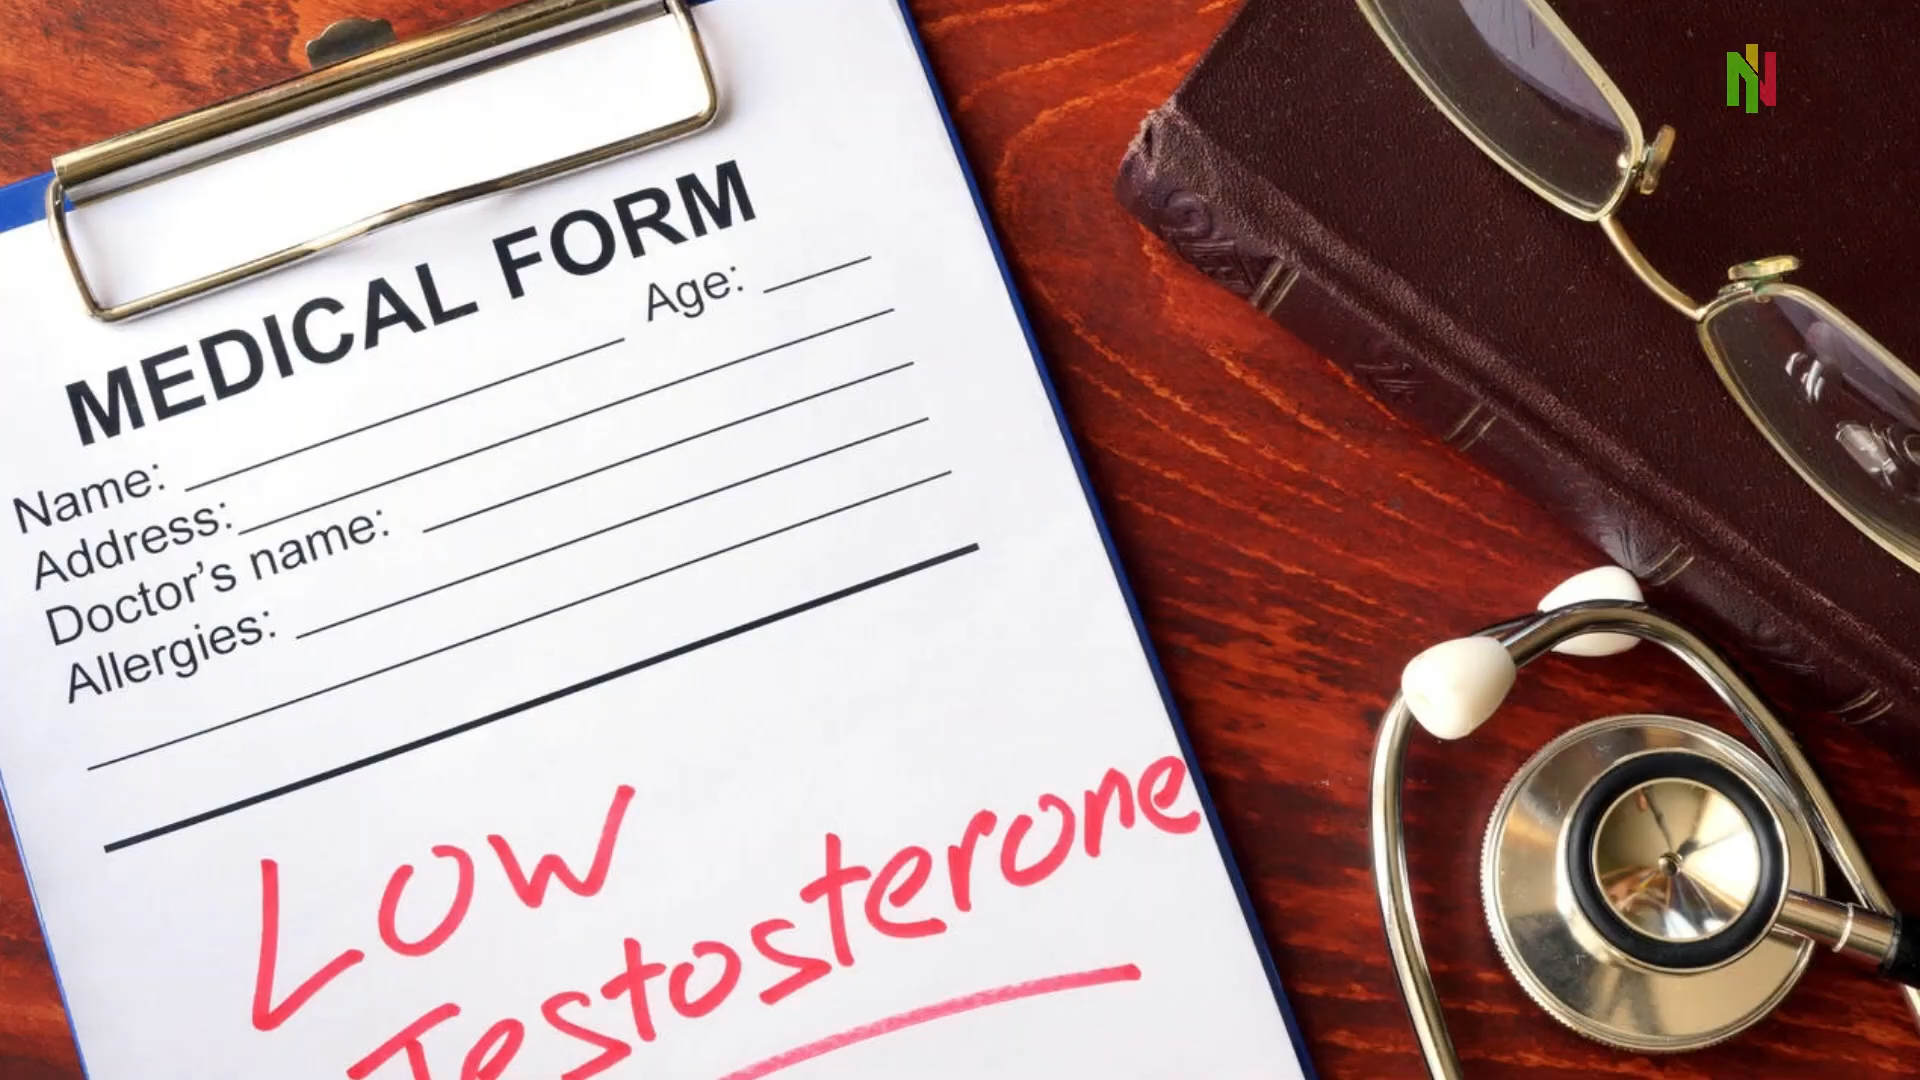 MEDICAL FORM
Name: Age:
Address:
Doctor's name:
Allergies:
Low
Testosterone